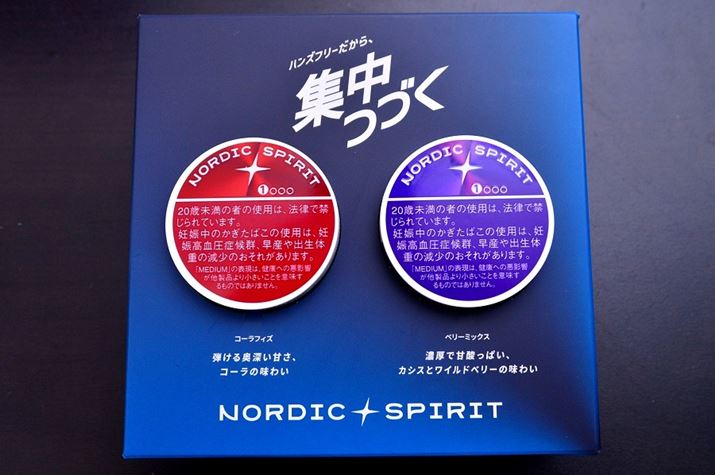 ハンズフリーだから、
集中
つづく
NORDIC SPIRIT
1
20歳未満の者の使用は、法律で禁
じられています。
妊娠中のかぎたばこの使用は、妊
娠高血圧症候群、早産や出生体
重の減少のおそれがあります。
「MEDIUM」の表現は、健康への悪影響
が他製品より小さいことを意味す
るものではありません。
NORDIC SPIRIT
1
20歳未満の者の使用は、法律で禁
じられています。
妊娠中のかぎたばこの使用は、妊
娠高血圧症候群、早産や出生体
重の減少のおそれがあります。
「MEDIUM」の表現は、健康への悪影響
が他製品より小さいことを意味す
るものではありません。
コーラフィズ
弾ける奥深い甘さ、
コーラの味わい
ベリーミックス
濃厚で甘酸っぱい、
カシスとワイルドベリーの味わい
NORDIC SPIRIT